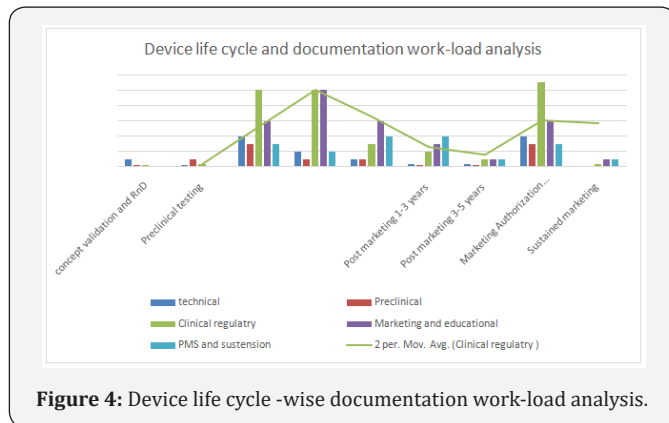 Device life cycle and documentation work-load analysis
concept validation and RnD
Preclinical testing
Post marketing 1-3 years
Post marketing 3-5 years
Marketing Authorization...
Sustained marketing
technical
Preclinical
Clinical regulatry
Marketing and educational
PMS and sustension
2 per. Mov. Avg. (Clinical regulatry )
Figure 4: Device life cycle -wise documentation work-load analysis.